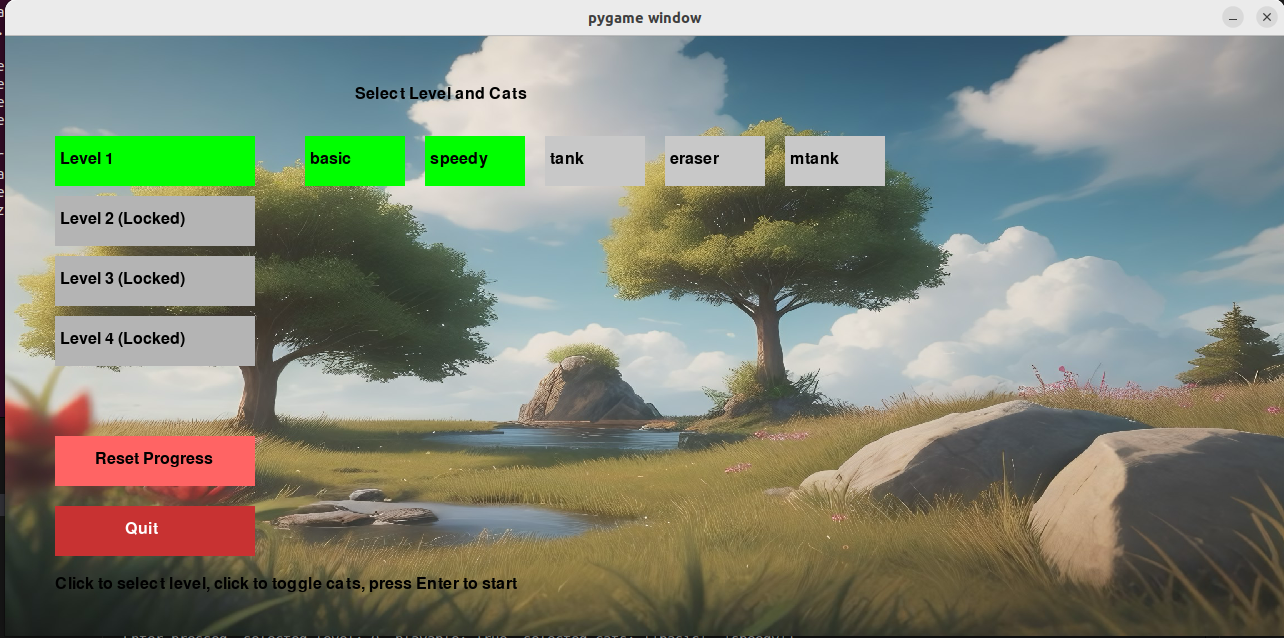 pygame window
Select Level and Cats
Level 1
basic
speedy
tank
eraser
mtank
Level 2 (Locked)
Level 3 (Locked)
Level 4 (Locked)
Reset Progress
Quit
Click to select level, click to toggle cats, press Enter to start